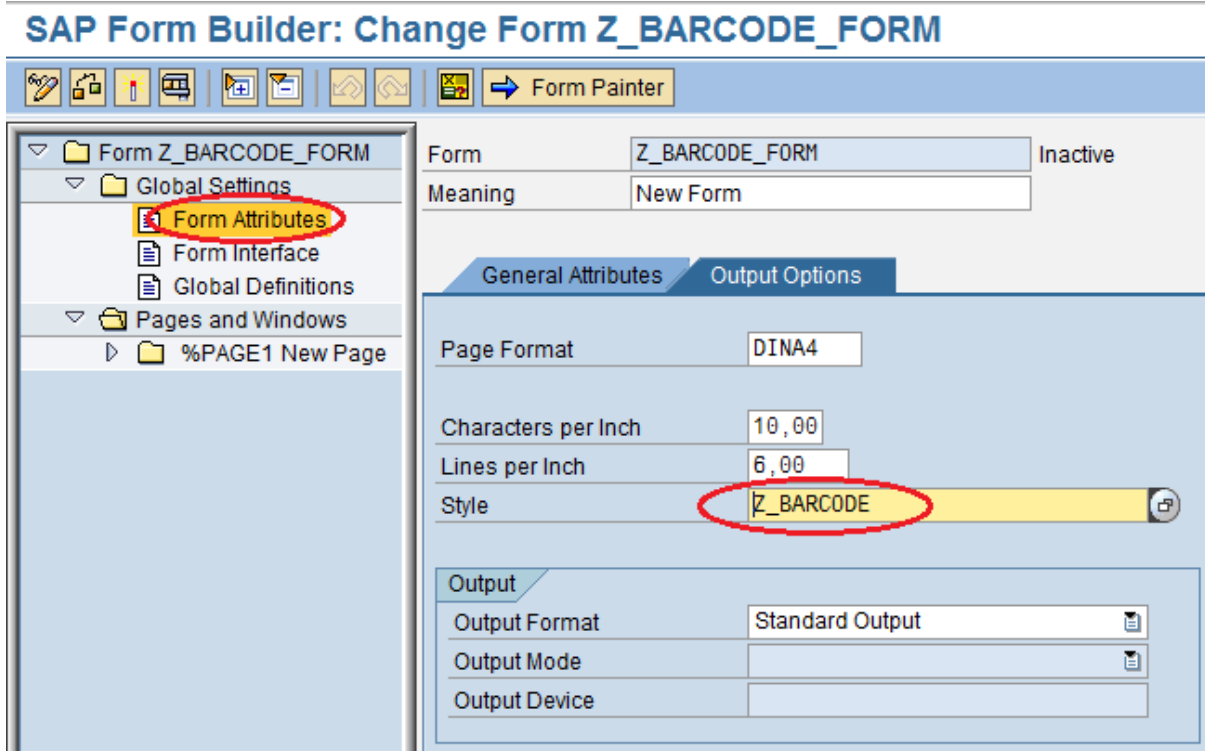 SAP Form Builder: Change Form Z_BARCODE_FORM
Form Painter
Form Z_BARCODE_FORM
Global Settings
Form Attributes
Form Interface
Global Definitions
Pages and Windows
%PAGE1 New Page
Form Z_BARCODE_FORM Inactive
Meaning New Form
General Attributes Output Options
Page Format DINA4
Characters per Inch 10,00
Lines per Inch 6,00
Style Z_BARCODE
Output
Output Format Standard Output
Output Mode
Output Device